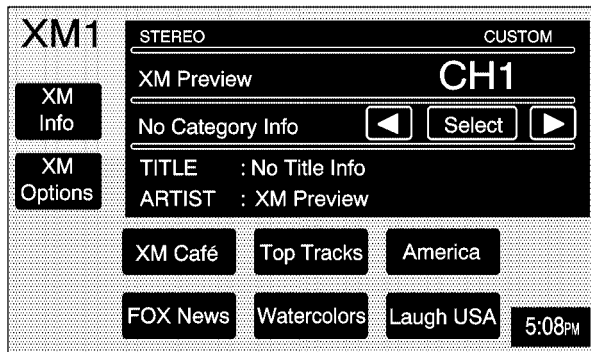 XM1
STEREO CUSTOM
XM Preview CH1
XM
Info
No Category Info Select
XM
Options
TITLE : No Title Info
ARTIST : XM Preview
XM Café Top Tracks America
FOX News Watercolors Laugh USA
5:08PM